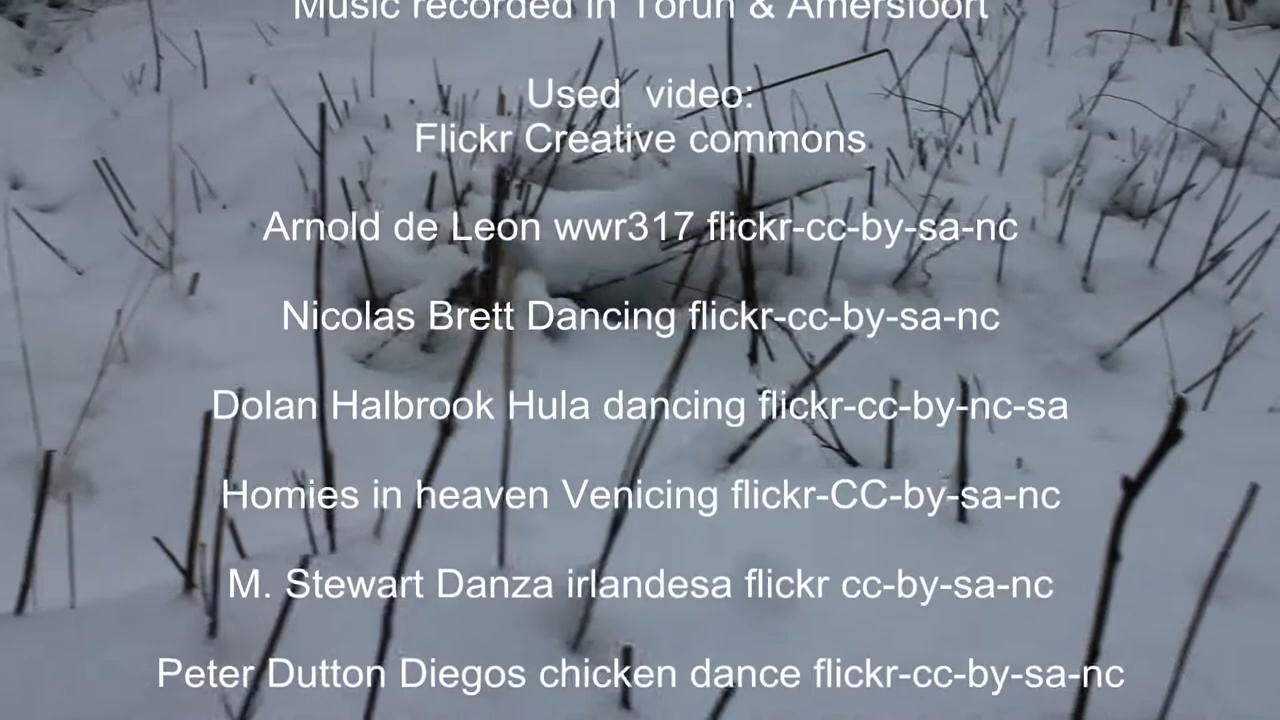 Music recorded in Torun & Amersfoort
Used video:
Flickr Creative commons
Arnold de Leon wwr317 flickr-cc-by-sa-nc
Nicolas Brett Dancing flickr-cc-by-sa-nc
Dolan Halbrook Hula dancing flickr-cc-by-nc-sa
Homies in heaven Venicing flickr-CC-by-sa-nc
M. Stewart Danza irlandesa flickr cc-by-sa-nc
Peter Dutton Diegos chicken dance flickr-cc-by-sa-nc